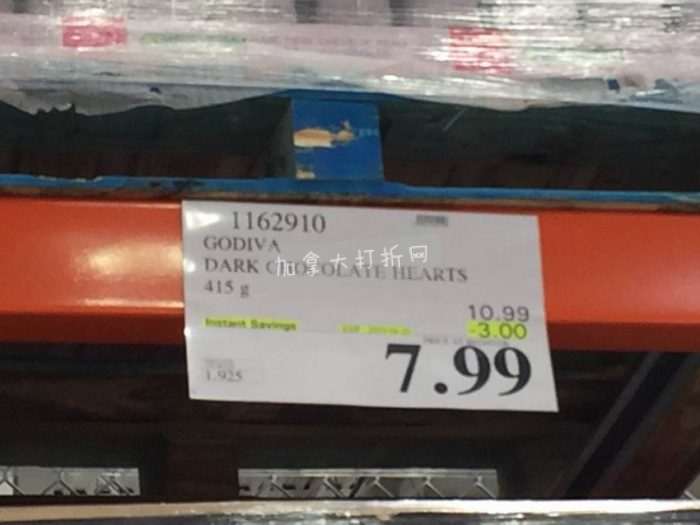 1162910
GODIVA
DARK CHOCOLATE HEARTS
加拿大打折网
415 g
10.99
Instant Savings
-3.00
7.99
1.925